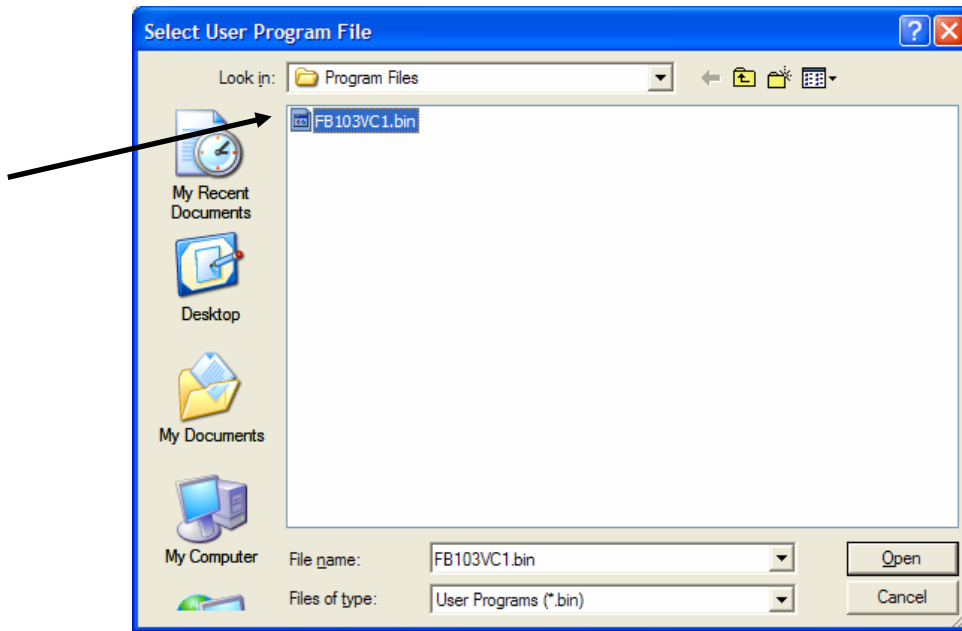 Select User Program File
Look in: Program Files
FB103VC1.bin
My Recent
Documents
Desktop
My Documents
My Computer
File name: FB103VC1.bin Open
Files of type: User Programs (*.bin) Cancel